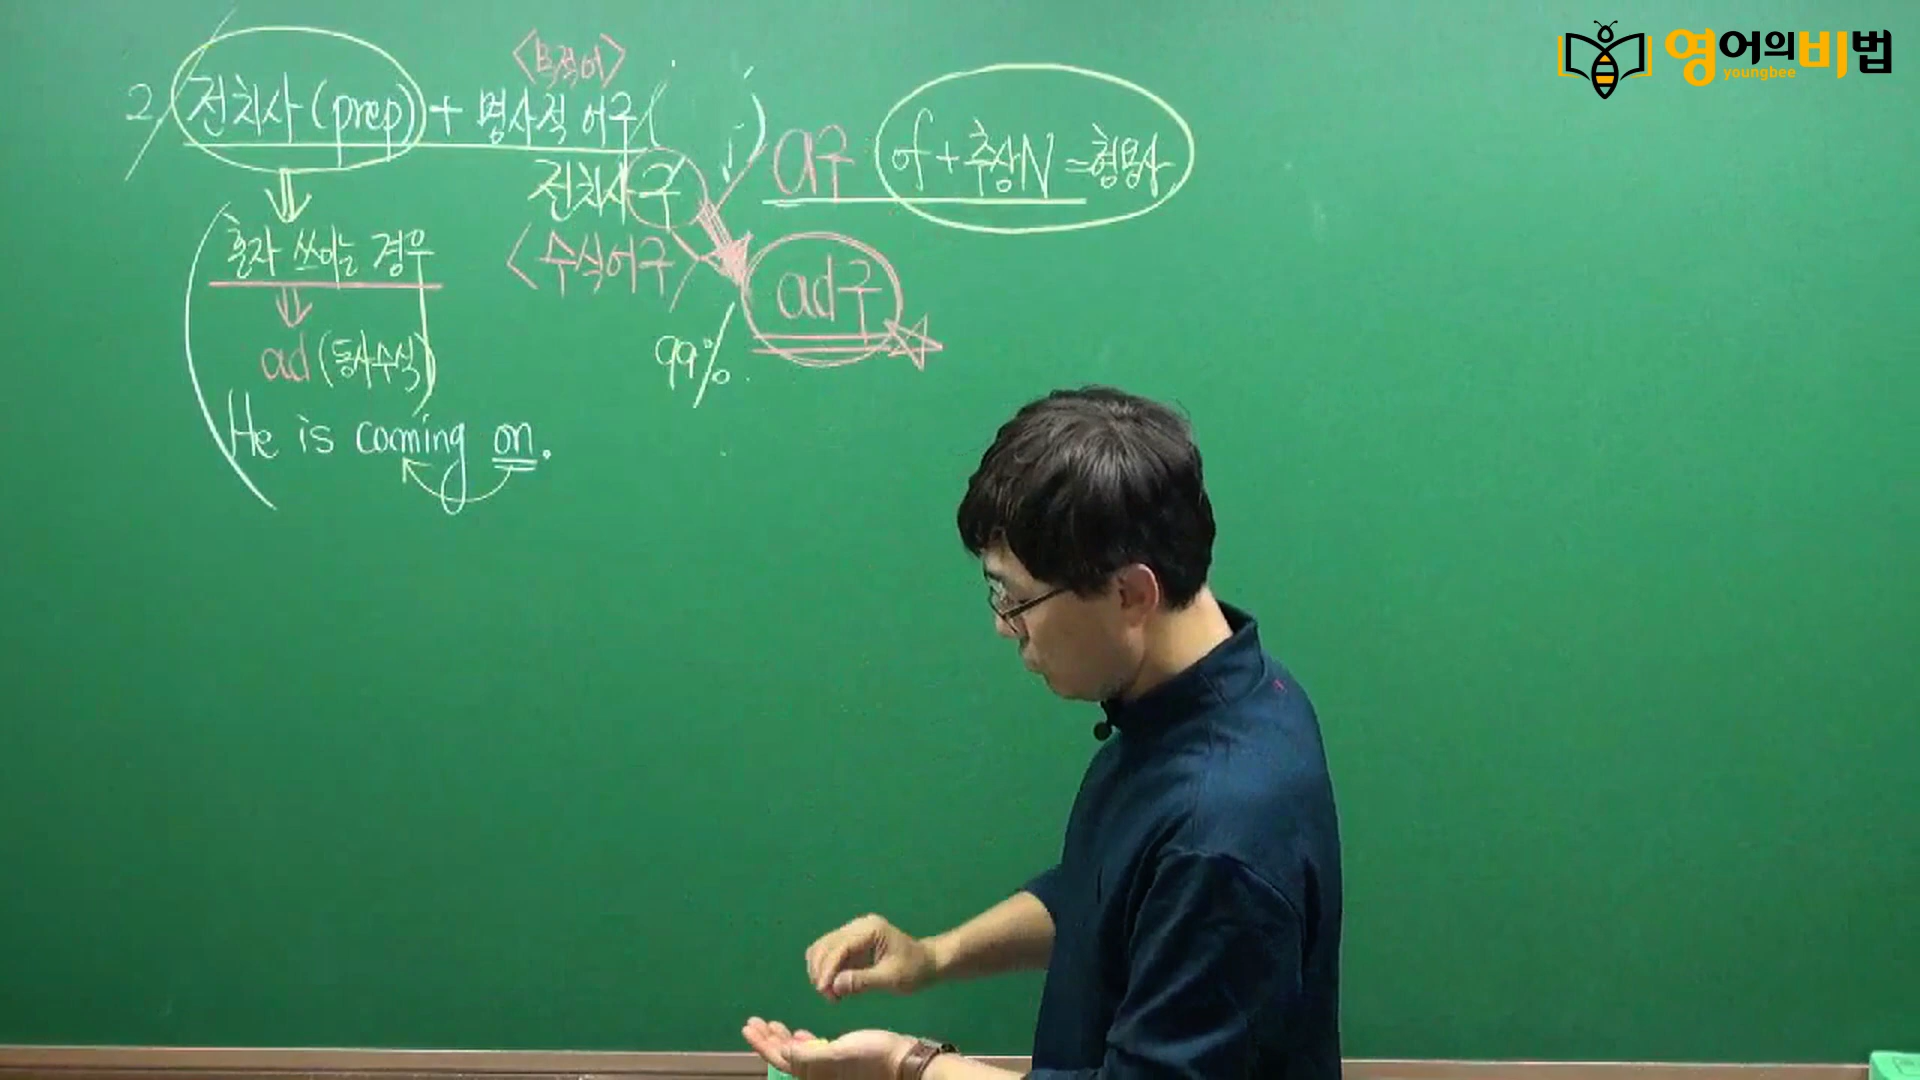 영어의비법
youngbee
<목적어>
2/ 전치사(prep) + 명사적 어구( )
a구 of + 추상N = 형용사
전치사구
혼자 쓰이는 경우 <수식어구>
ad구
ad (동사수식) 99%
He is coming on.